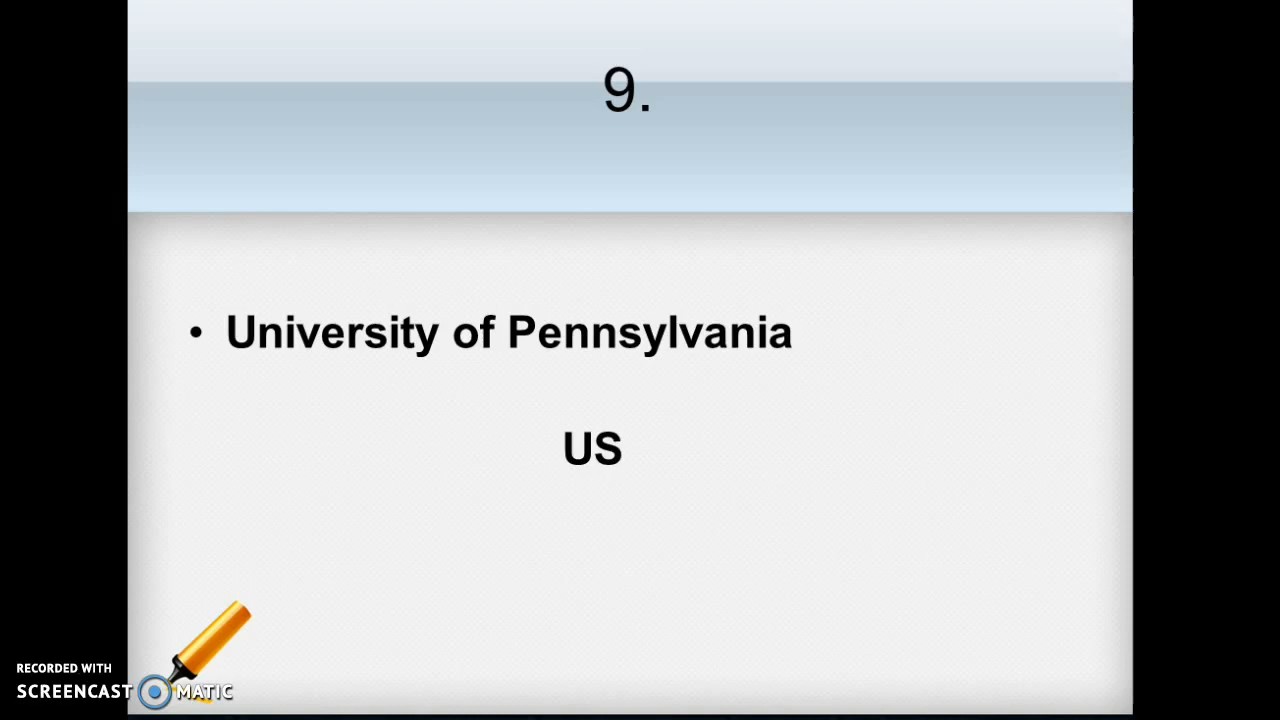 9.
• University of Pennsylvania
US
RECORDED WITH
SCREENCAST MATIC